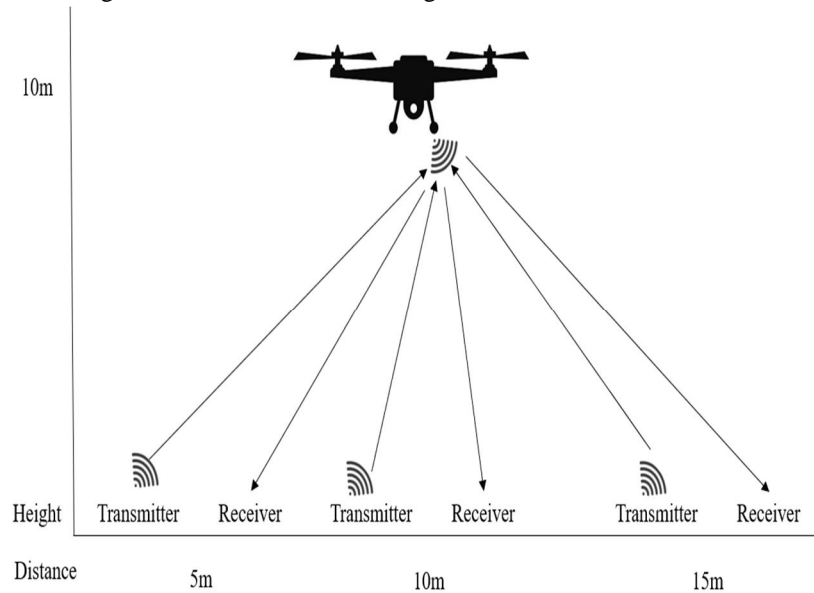 10m
Height Transmitter Receiver Transmitter Receiver Transmitter Receiver
Distance 5m 10m 15m